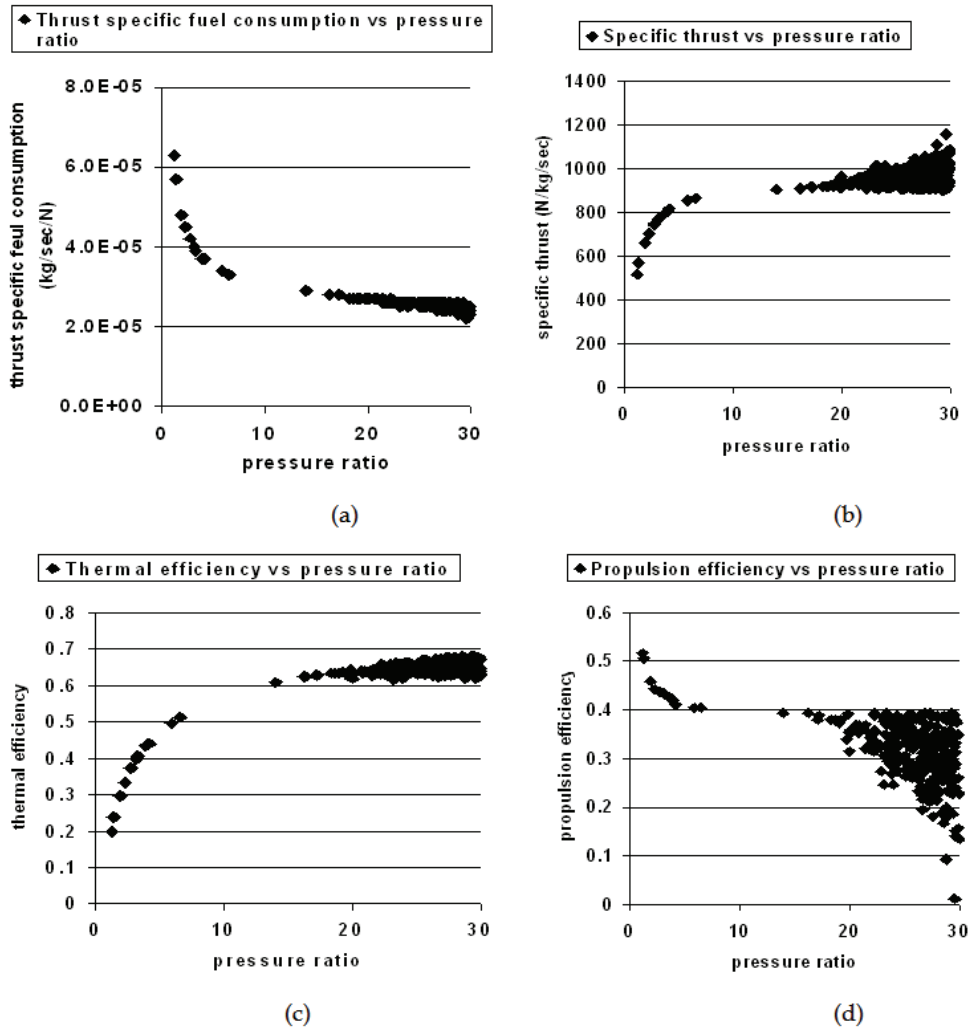 Thrust specific fuel consumption vs pressure
ratio
8.0E-05
6.0E-05
4.0E-05
2.0E-05
0.0E+00
thrust specific feul consumption
(kg/sec/N)
0 10 20 30
pressure ratio
(a)
Specific thrust vs pressure ratio
1400
1200
1000
800
600
400
200
0
specific thrust (N/kg/sec)
0 10 20 30
pressure ratio
(b)
Thermal efficiency vs pressure ratio
0.8
0.7
0.6
0.5
0.4
0.3
0.2
0.1
0
thermal efficiency
0 10 20 30
pressure ratio
(c)
Propulsion efficiency vs pressure ratio
0.6
0.5
0.4
0.3
0.2
0.1
0
propulsion efficiency
0 10 20 30
pressure ratio
(d)